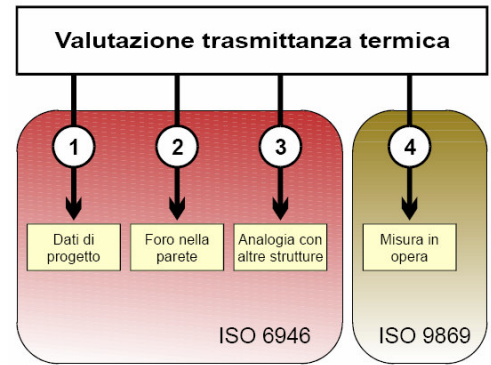 Valutazione trasmittanza termica
1
2
3
4
Dati di
progetto
Foro nella
parete
Analogia con
altre strutture
Misura in
opera
ISO 6946
ISO 9869